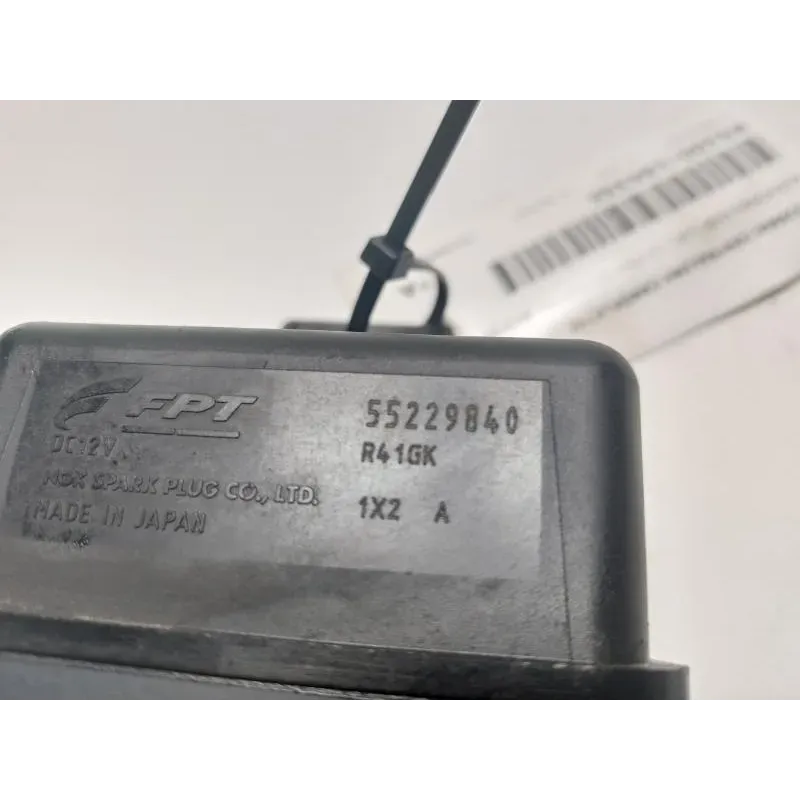 FPT
55229840
DC12V
R41GK
NGK SPARK PLUG CO., LTD.
1X2 A
MADE IN JAPAN